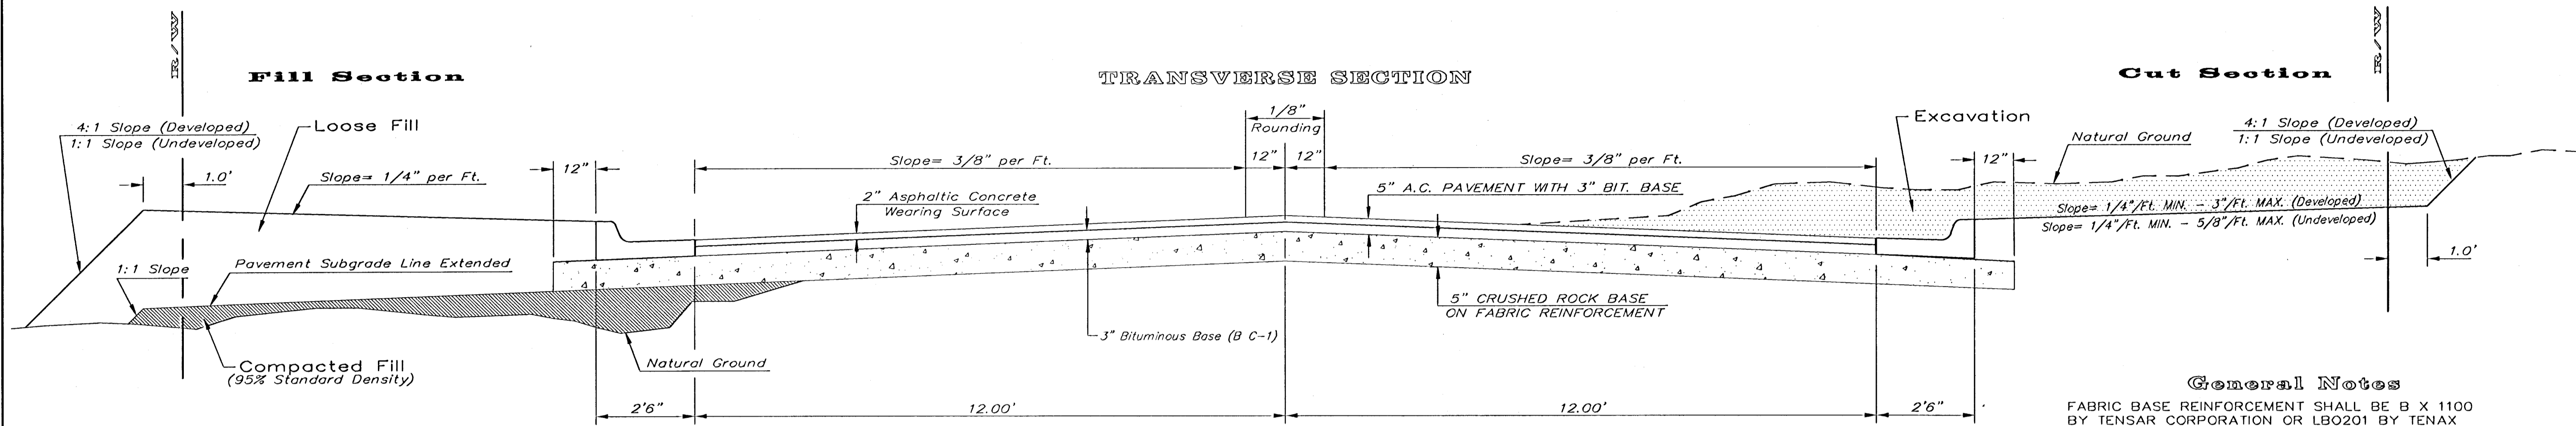 R/W
Fill Section
TRANSVERSE SECTION
Cut Section
R/W
4:1 Slope (Developed)
1:1 Slope (Undeveloped)
Loose Fill
1.0'
Slope= 1/4" per Ft.
12"
Slope= 3/8" per Ft.
1/8"
Rounding
12"
12"
Slope= 3/8" per Ft.
2" Asphaltic Concrete
Wearing Surface
5" A.C. PAVEMENT WITH 3" BIT. BASE
Excavation
Natural Ground
4:1 Slope (Developed)
1:1 Slope (Undeveloped)
12"
Slope= 1/4"/Ft. MIN. - 3"/Ft. MAX. (Developed)
Slope= 1/4"/Ft. MIN. - 5/8"/Ft. MAX. (Undeveloped)
1.0'
1:1 Slope
Pavement Subgrade Line Extended
5" CRUSHED ROCK BASE
ON FABRIC REINFORCEMENT
3" Bituminous Base (B C-1)
Compacted Fill
(95% Standard Density)
Natural Ground
2'6"
12.00'
12.00'
2'6"
General Notes
FABRIC BASE REINFORCEMENT SHALL BE B X 1100
BY TENSAR CORPORATION OR LBO201 BY TENAX